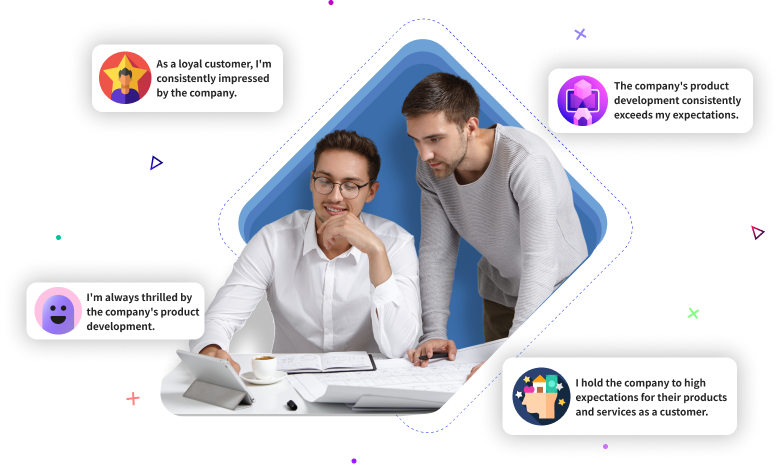 As a loyal customer, I'm
consistently impressed
by the company.
The company's product
development consistently
exceeds my expectations.
I'm always thrilled by
the company's product
development.
I hold the company to high
expectations for their products
and services as a customer.